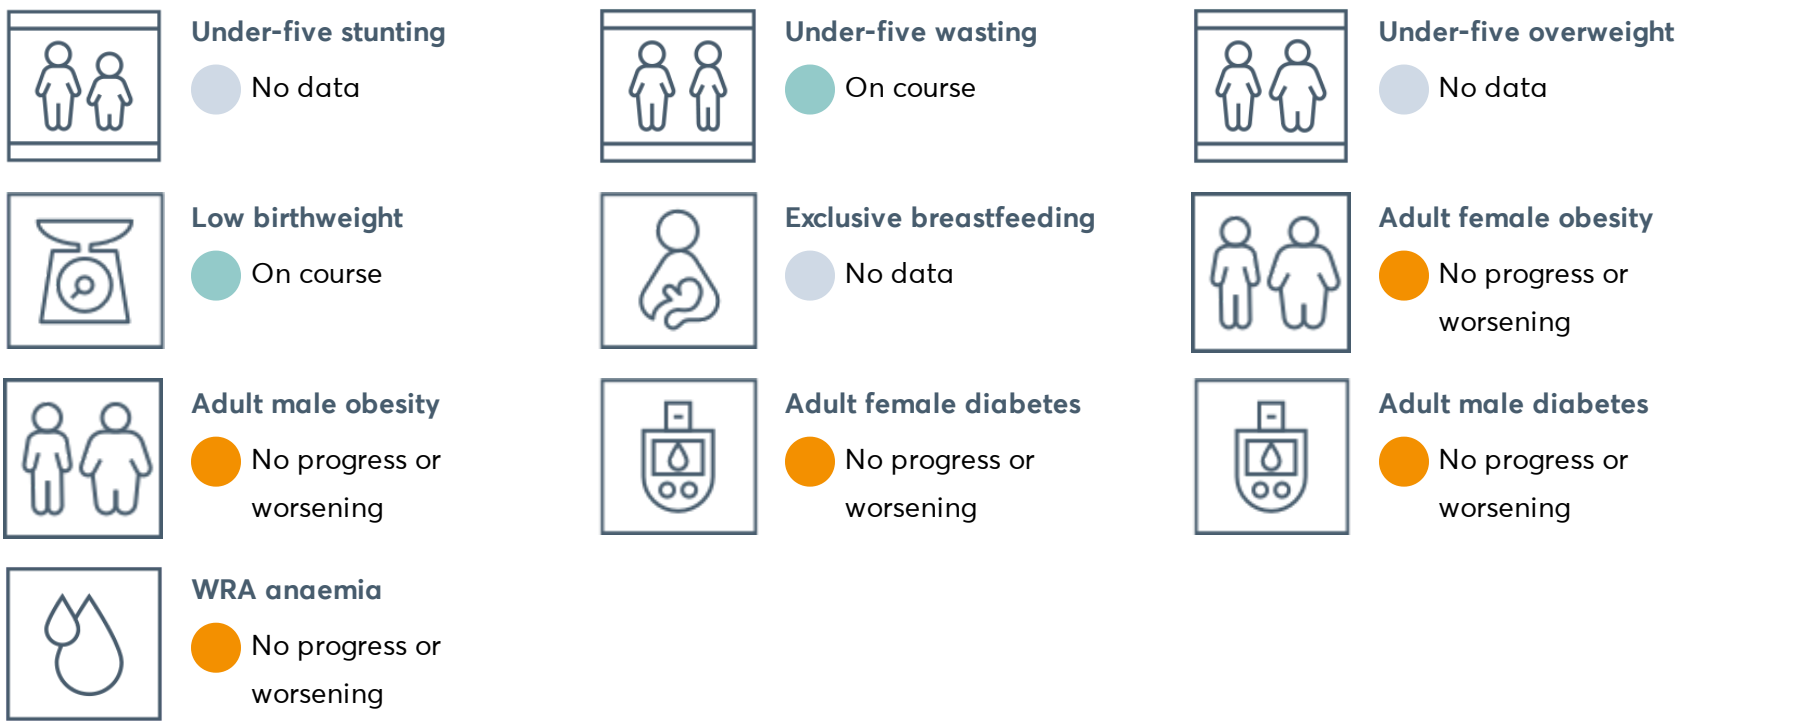 Under-five stunting
No data
Under-five wasting
On course
Under-five overweight
No data
Low birthweight
On course
Exclusive breastfeeding
No data
Adult female obesity
No progress or
worsening
Adult male obesity
No progress or
worsening
Adult female diabetes
No progress or
worsening
Adult male diabetes
No progress or
worsening
WRA anaemia
No progress or
worsening